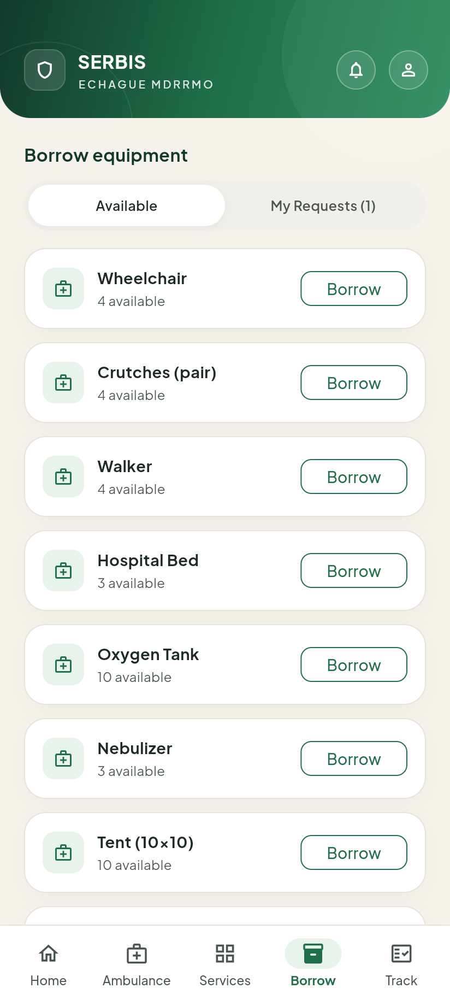 SERBIS
ECHAGUE MDRRMO
Borrow equipment
Available
My Requests (1)
Wheelchair
4 available
Borrow
Crutches (pair)
4 available
Borrow
Walker
4 available
Borrow
Hospital Bed
3 available
Borrow
Oxygen Tank
10 available
Borrow
Nebulizer
3 available
Borrow
Tent (10×10)
10 available
Borrow
Home
Ambulance
Services
Borrow
Track